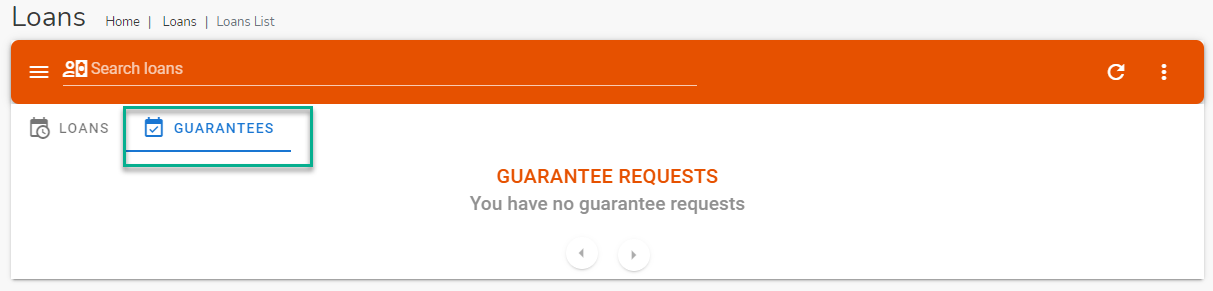 Loans Home | Loans | Loans List
Search loans
LOANS GUARANTEES
GUARANTEE REQUESTS
You have no guarantee requests